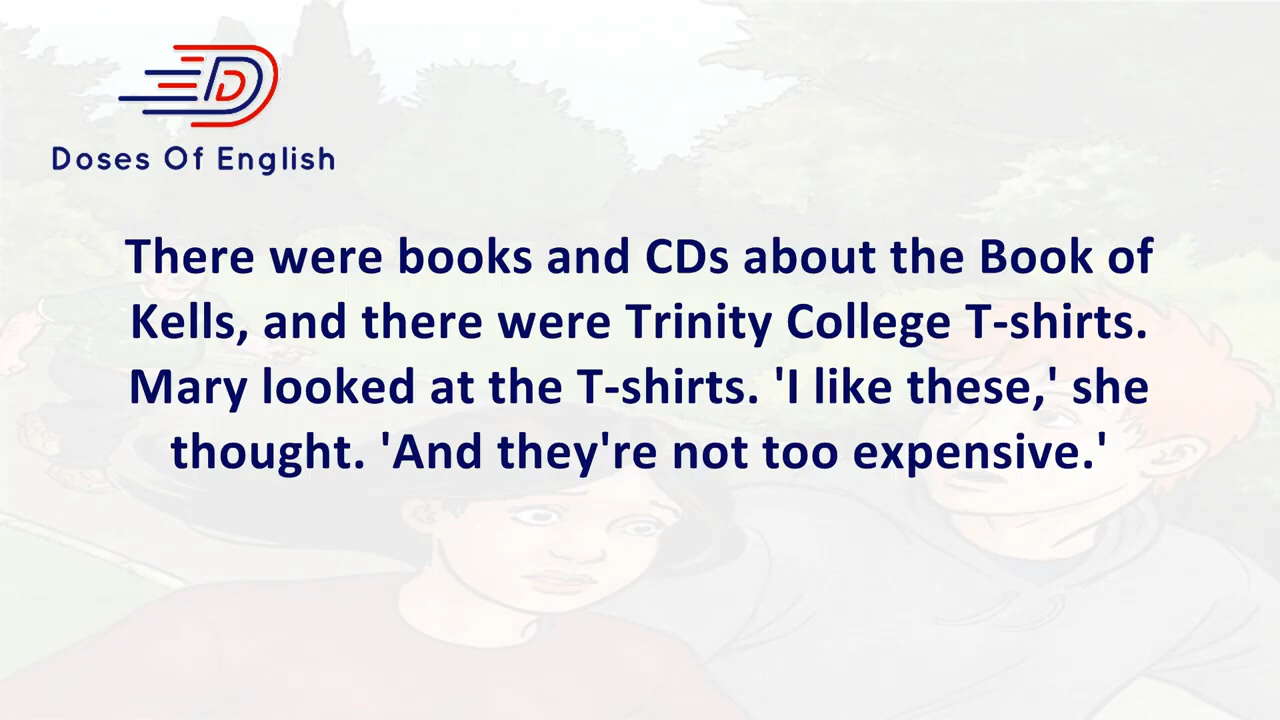 Doses Of English
There were books and CDs about the Book of
Kells, and there were Trinity College T-shirts.
Mary looked at the T-shirts. 'I like these,' she
thought. 'And they're not too expensive.'